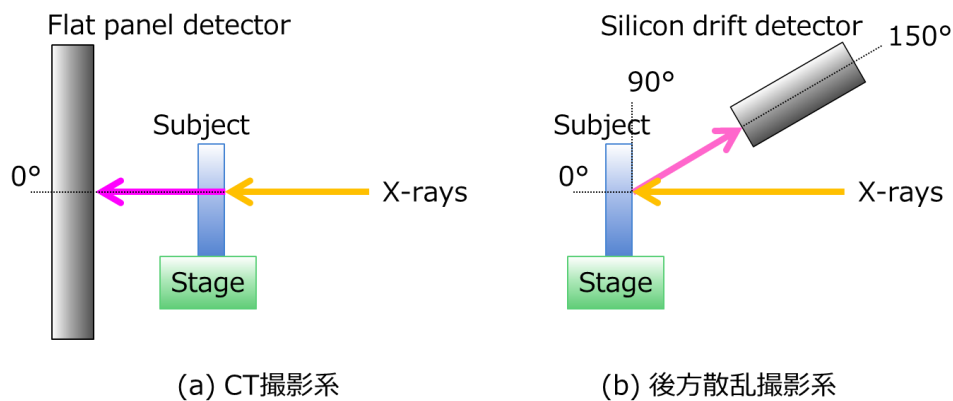 Flat panel detector
Subject
0°
X-rays
Stage
(a) CT撮影系
Silicon drift detector
150°
90°
Subject
0°
X-rays
Stage
(b) 後方散乱撮影系